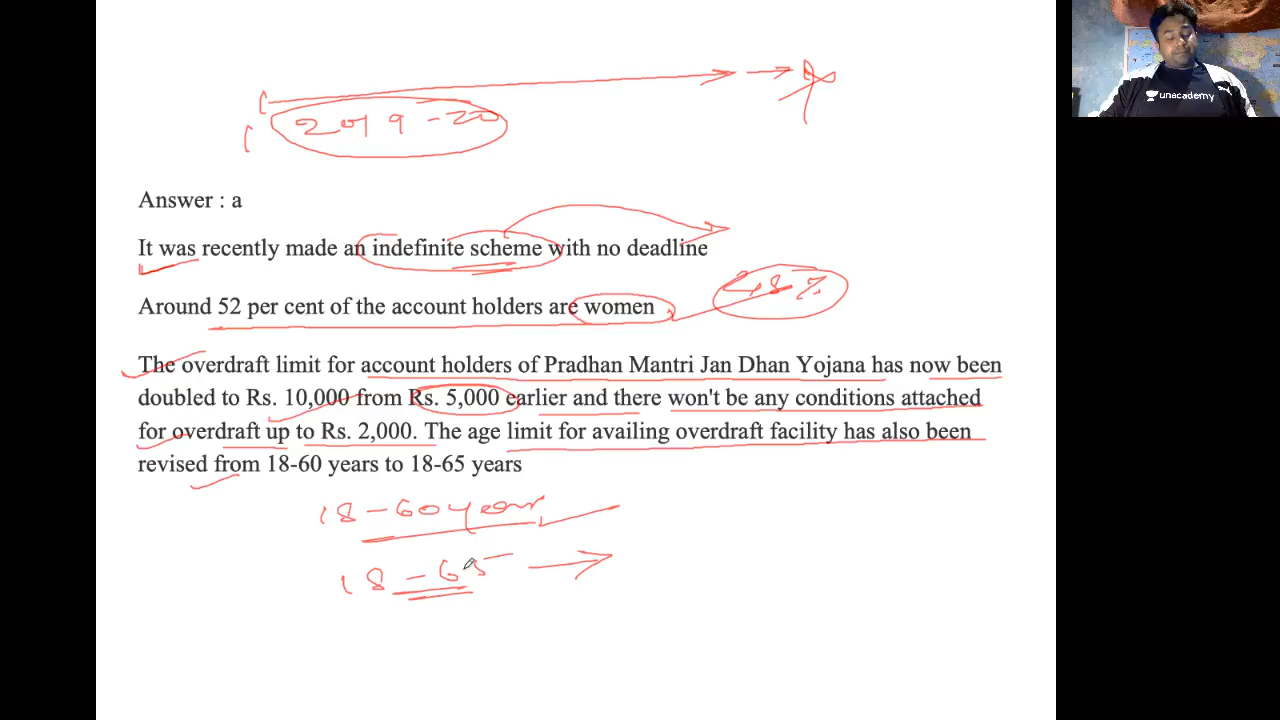 2019-20
unacademy
Answer : a
It was recently made an indefinite scheme with no deadline
48%
Around 52 per cent of the account holders are women
The overdraft limit for account holders of Pradhan Mantri Jan Dhan Yojana has now been
doubled to Rs. 10,000 from Rs. 5,000 earlier and there won't be any conditions attached
for overdraft up to Rs. 2,000. The age limit for availing overdraft facility has also been
revised from 18-60 years to 18-65 years
18-60 years
18-65